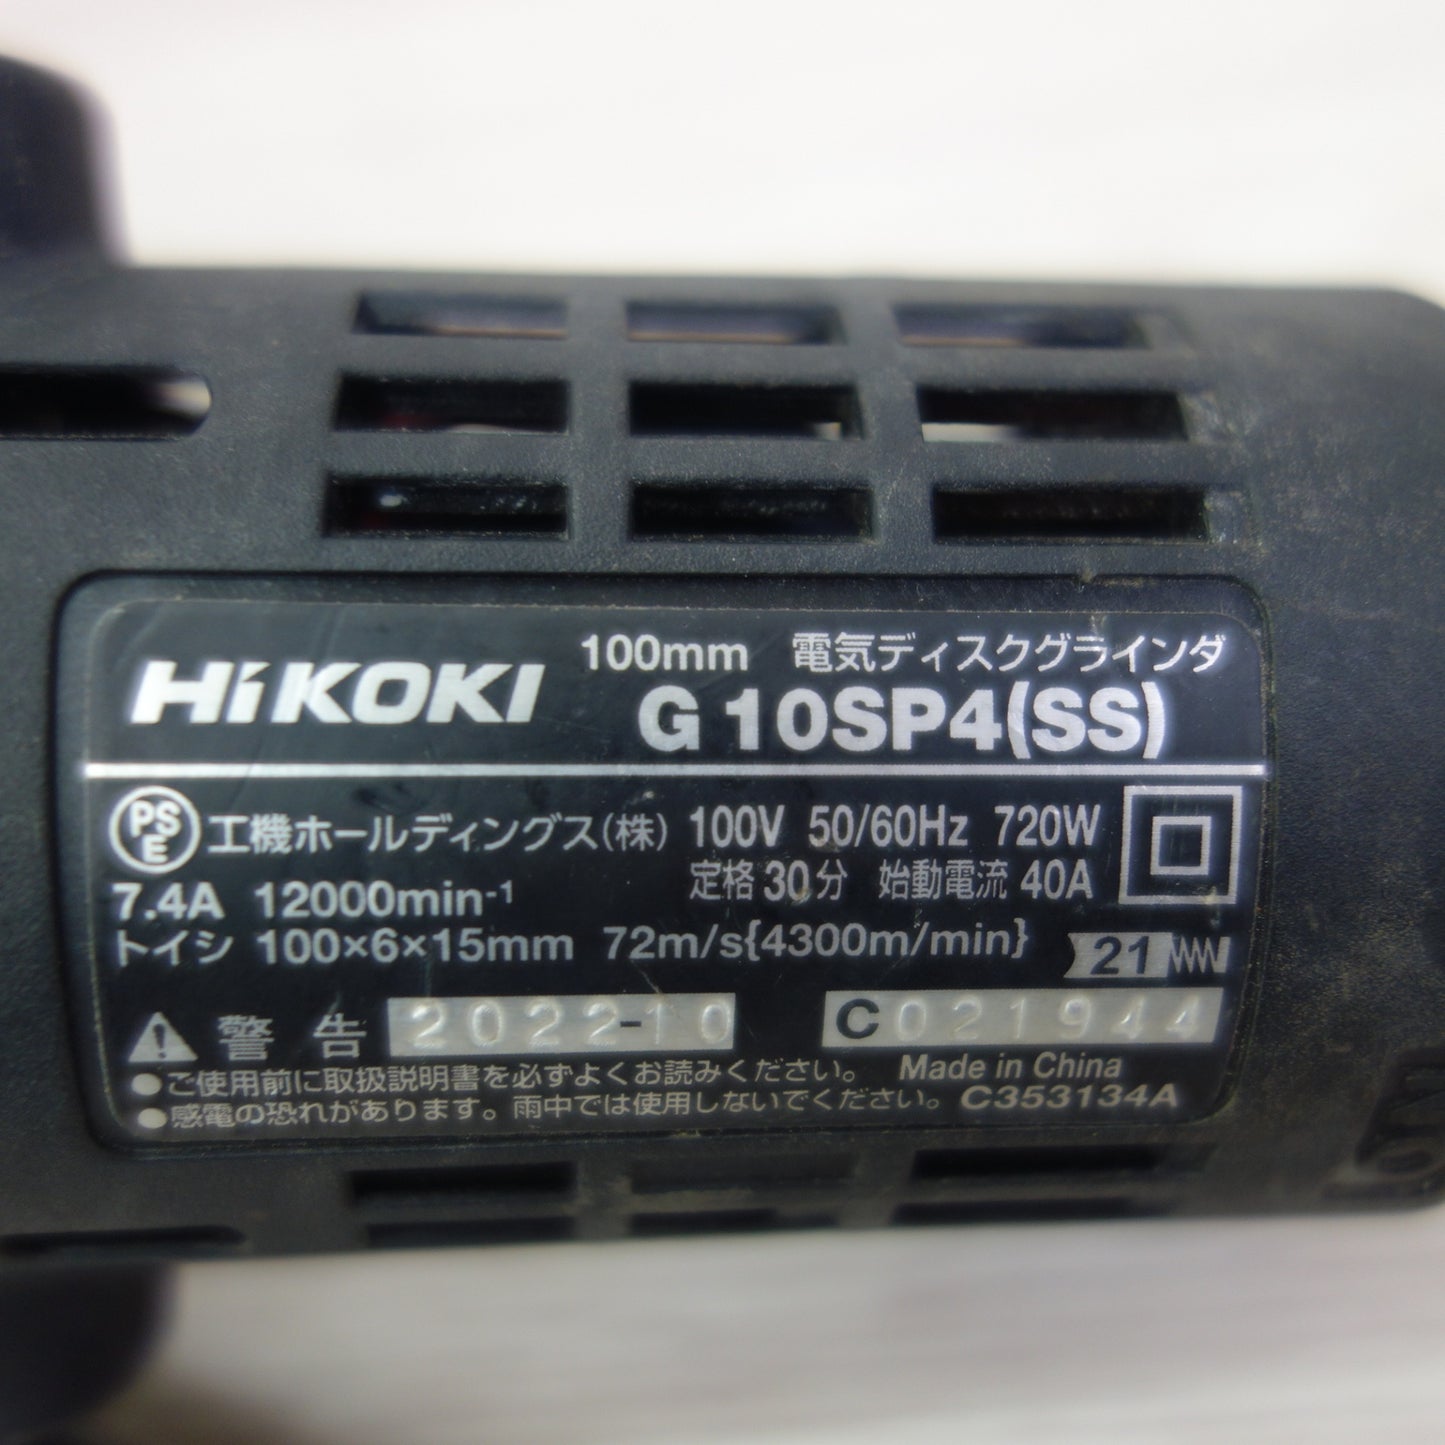 HiKOKI
100mm 電気ディスクグラインダ
G10SP4(SS)
PSE 工機ホールディングス(株) 100V 50/60Hz 720W
定格30分 始動電流 40A
7.4A 12000min-1
トイシ 100×6×15mm 72m/s{4300m/min}
21
警告 2022-10 C021944
●ご使用前に取扱説明書を必ずよくお読みください。 Made in China
●感電の恐れがあります。雨中では使用しないでください。 C353134A